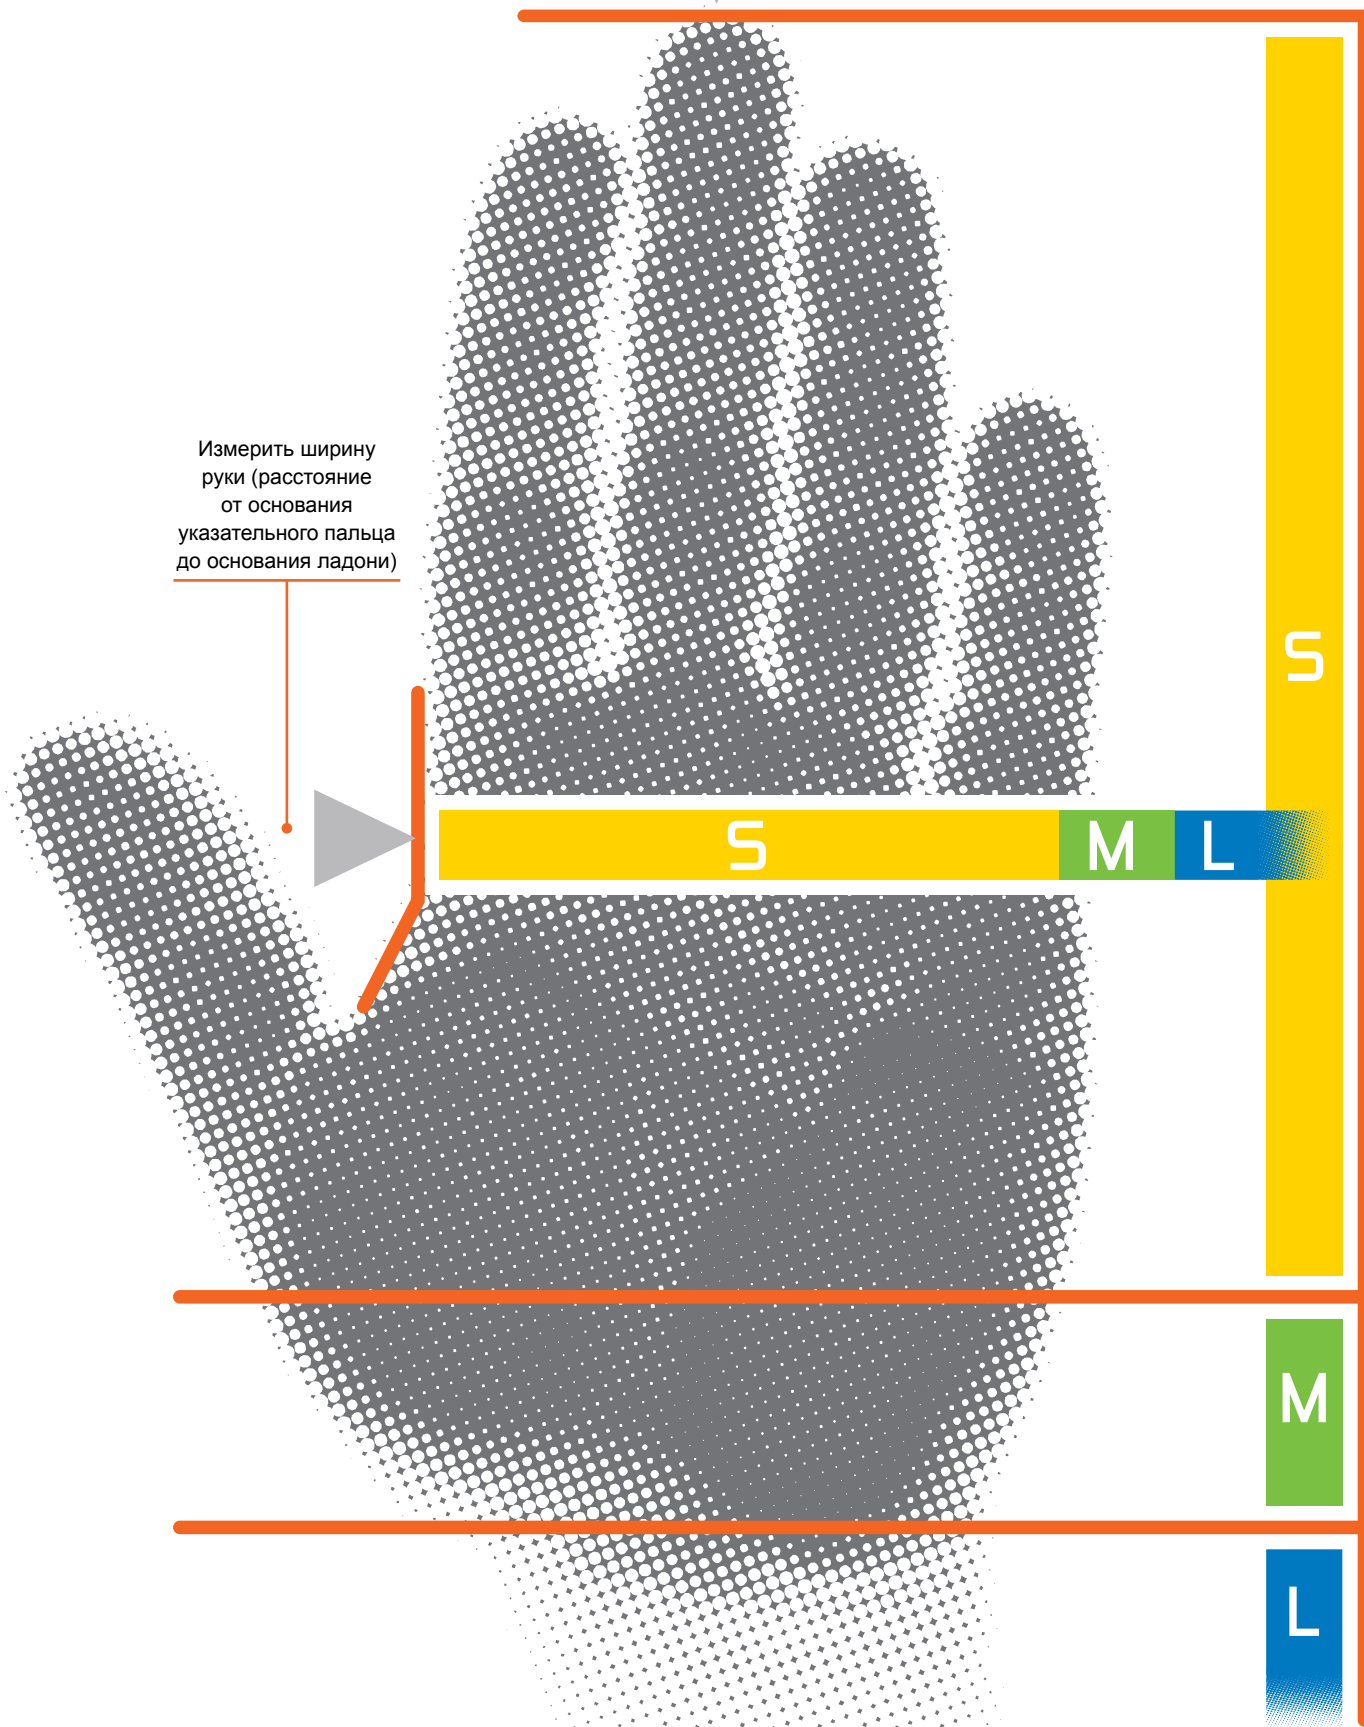 Измерить ширину
руки (расстояние
от основания
указательного пальца
до основания ладони)
S
S
M
L
M
L